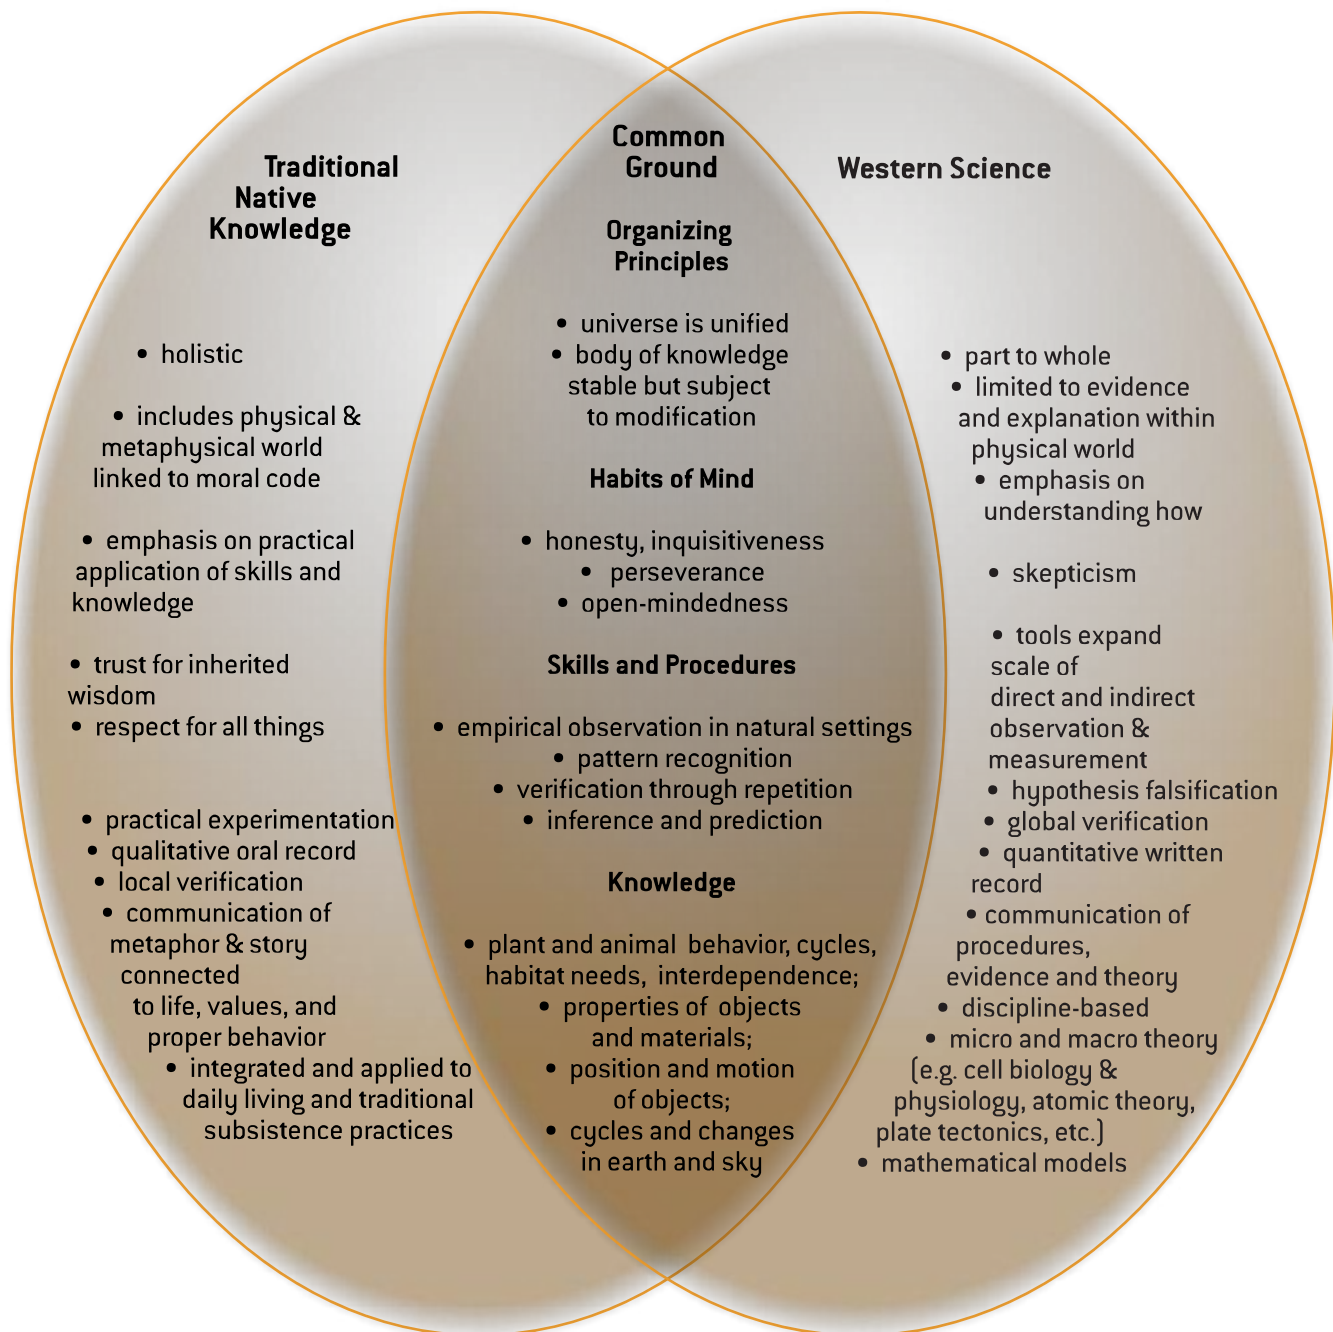 Traditional
Native
Knowledge
• holistic
• includes physical &
metaphysical world
linked to moral code
• emphasis on practical
application of skills and
knowledge
• trust for inherited
wisdom
• respect for all things
• practical experimentation
• qualitative oral record
• local verification
• communication of
metaphor & story
connected
to life, values, and
proper behavior
• integrated and applied to
daily living and traditional
subsistence practices
Common
Ground
Organizing
Principles
• universe is unified
• body of knowledge
stable but subject
to modification
Habits of Mind
• honesty, inquisitiveness
• perseverance
• open-mindedness
Skills and Procedures
• empirical observation in natural settings
• pattern recognition
• verification through repetition
• inference and prediction
Knowledge
• plant and animal behavior, cycles,
habitat needs, interdependence;
• properties of objects
and materials;
• position and motion
of objects;
• cycles and changes
in earth and sky
Western Science
• part to whole
• limited to evidence
and explanation within
physical world
• emphasis on
understanding how
• skepticism
• tools expand
scale of
direct and indirect
observation &
measurement
• hypothesis falsification
• global verification
• quantitative written
record
• communication of
procedures,
evidence and theory
• discipline-based
• micro and macro theory
(e.g. cell biology &
physiology, atomic theory,
plate tectonics, etc.)
• mathematical models